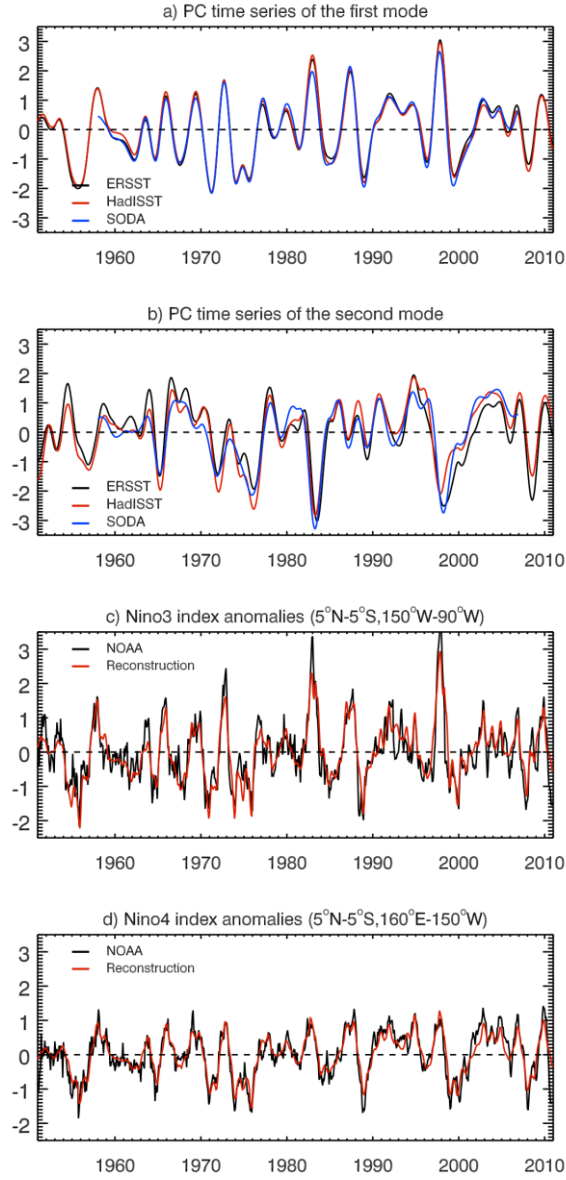 a) PC time series of the first mode
3
2
1
0
-1
-2
-3
ERSST
HadISST
SODA
1960 1970 1980 1990 2000 2010
b) PC time series of the second mode
3
2
1
0
-1
-2
-3
ERSST
HadISST
SODA
1960 1970 1980 1990 2000 2010
c) Nino3 index anomalies (5°N-5°S,150°W-90°W)
3
2
1
0
-1
-2
NOAA
Reconstruction
1960 1970 1980 1990 2000 2010
d) Nino4 index anomalies (5°N-5°S,160°E-150°W)
3
2
1
0
-1
-2
NOAA
Reconstruction
1960 1970 1980 1990 2000 2010